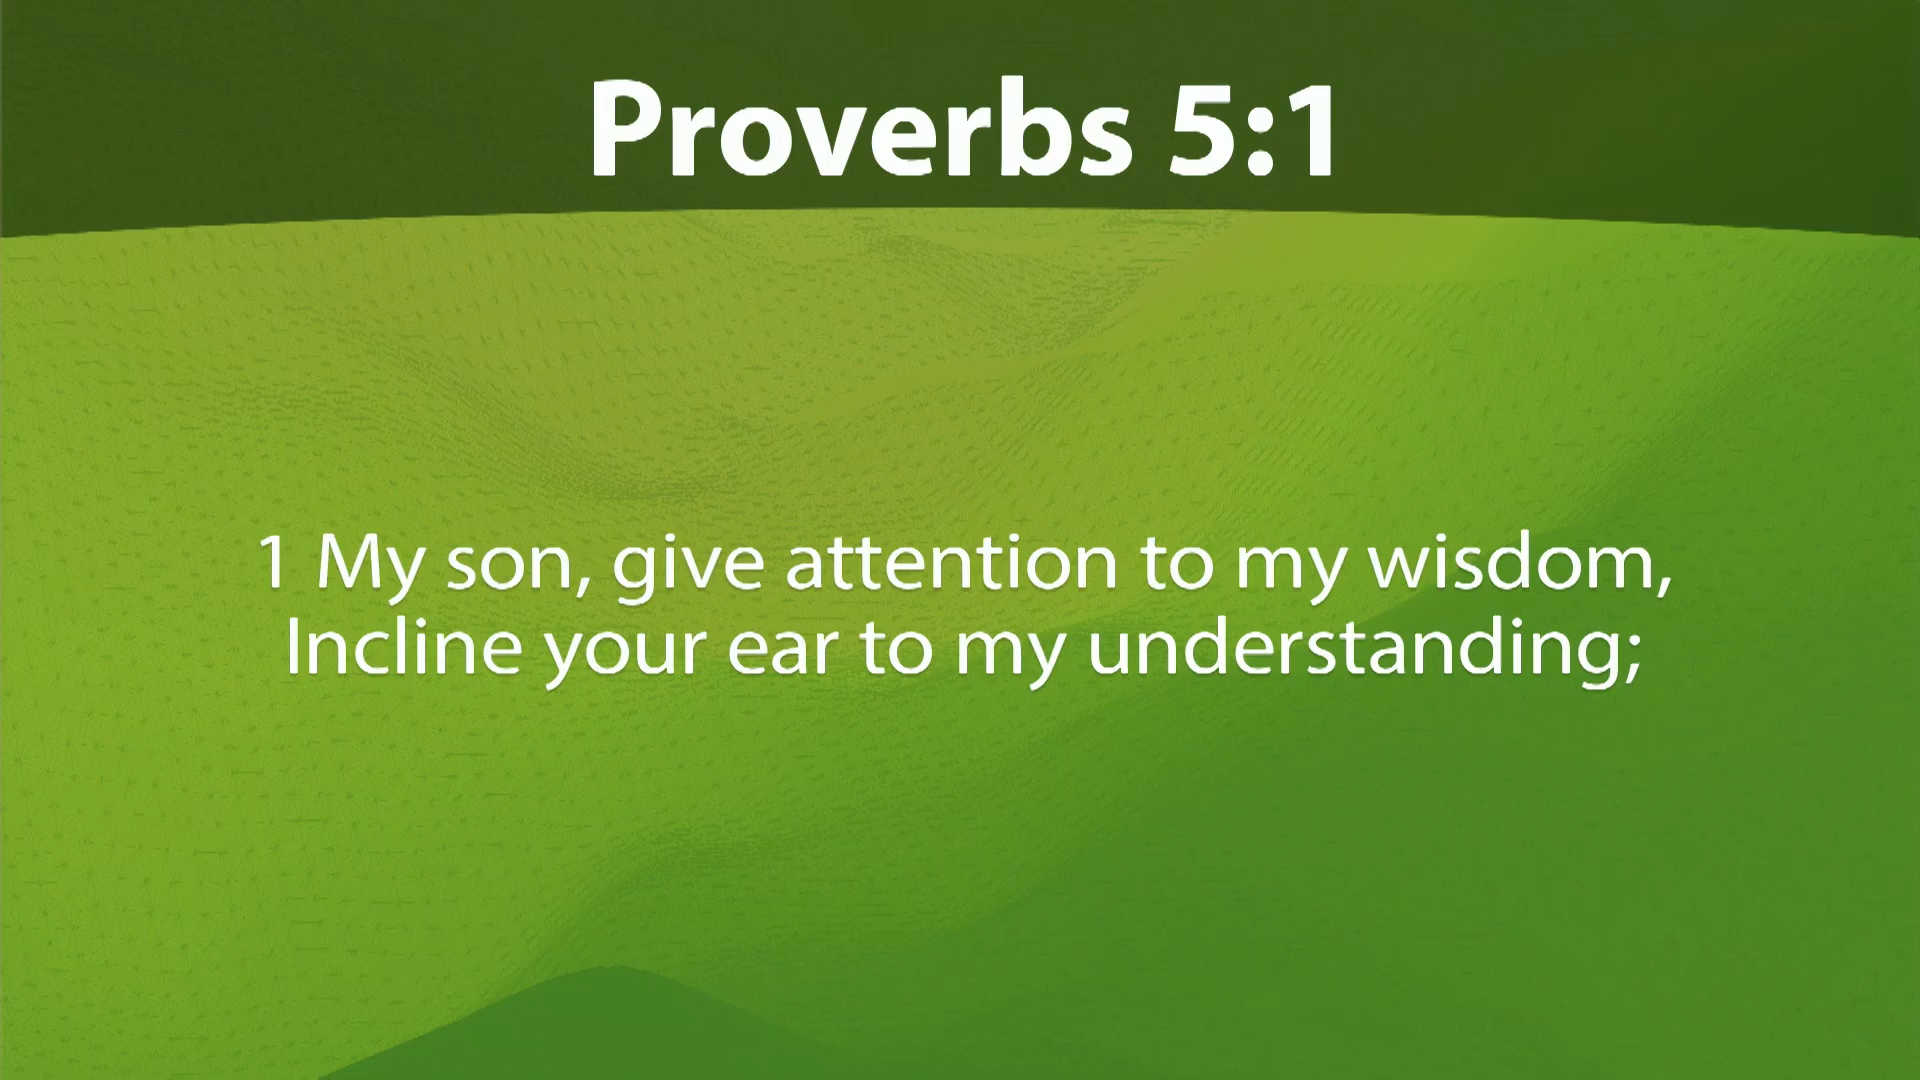 Proverbs 5:1
1 My son, give attention to my wisdom,
Incline your ear to my understanding;